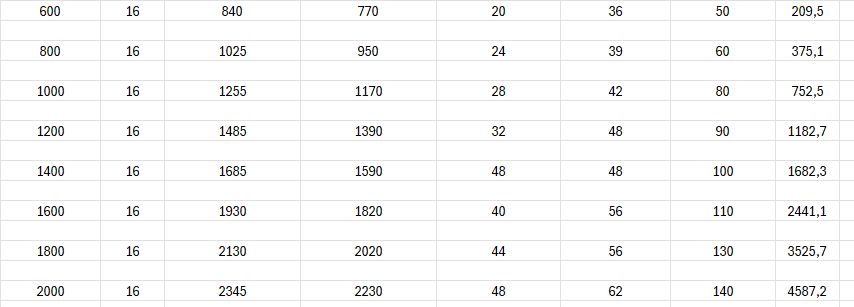 600 16 840 770 20 36 50 209,5
800 16 1025 950 24 39 60 375,1
1000 16 1255 1170 28 42 80 752,5
1200 16 1485 1390 32 48 90 1182,7
1400 16 1685 1590 48 48 100 1682,3
1600 16 1930 1820 40 56 110 2441,1
1800 16 2130 2020 44 56 130 3525,7
2000 16 2345 2230 48 62 140 4587,2